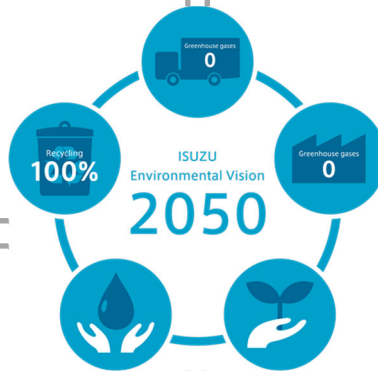 Greenhouse gases
0
Recycling
100%
ISUZU
Environmental Vision
2050
Greenhouse gases
0